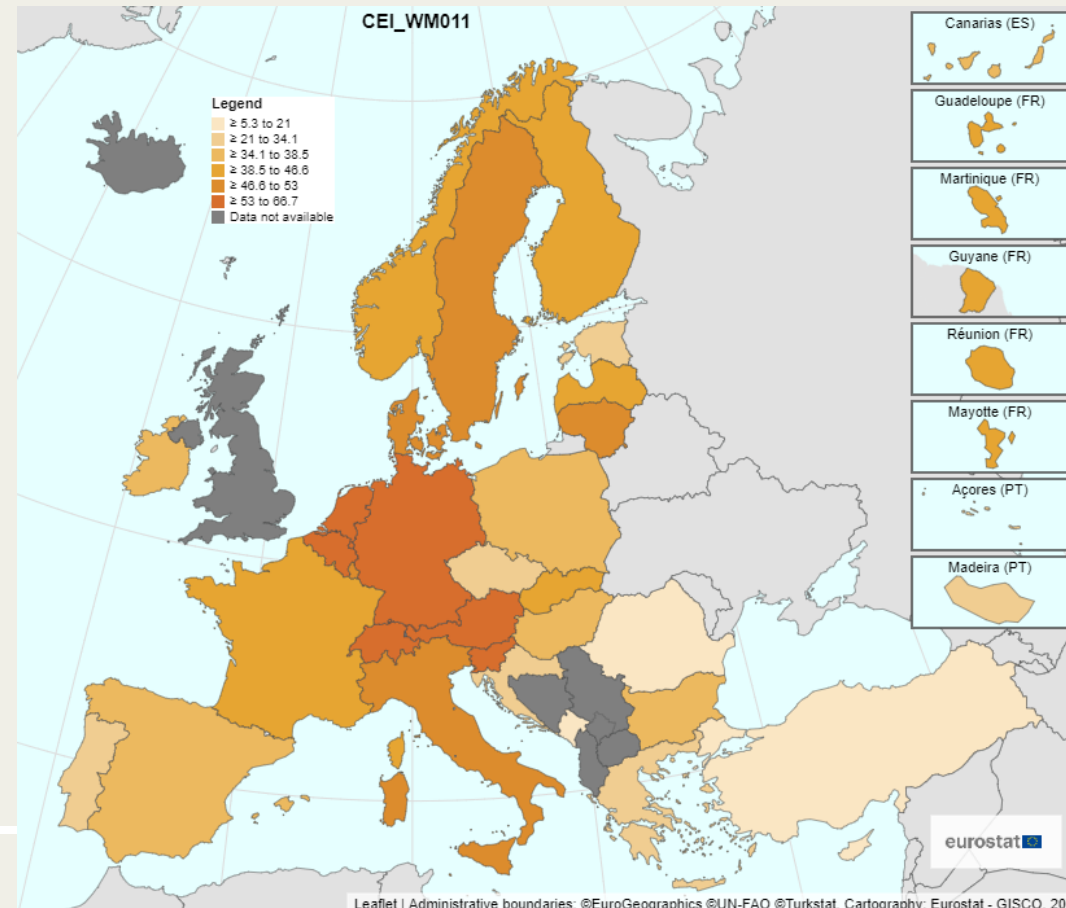 CEI_WM011
Legend
≥ 5.3 to 21
≥ 21 to 34.1
≥ 34.1 to 38.5
≥ 38.5 to 46.6
≥ 46.6 to 53
≥ 53 to 66.7
Data not available
Canarias (ES)
Guadeloupe (FR)
Martinique (FR)
Guyane (FR)
Réunion (FR)
Mayotte (FR)
Açores (PT)
Madeira (PT)
eurostat
Leaflet | Administrative boundaries: ©EuroGeographics ©UN-FAO ©Turkstat, Cartography: Eurostat - GISCO, 20